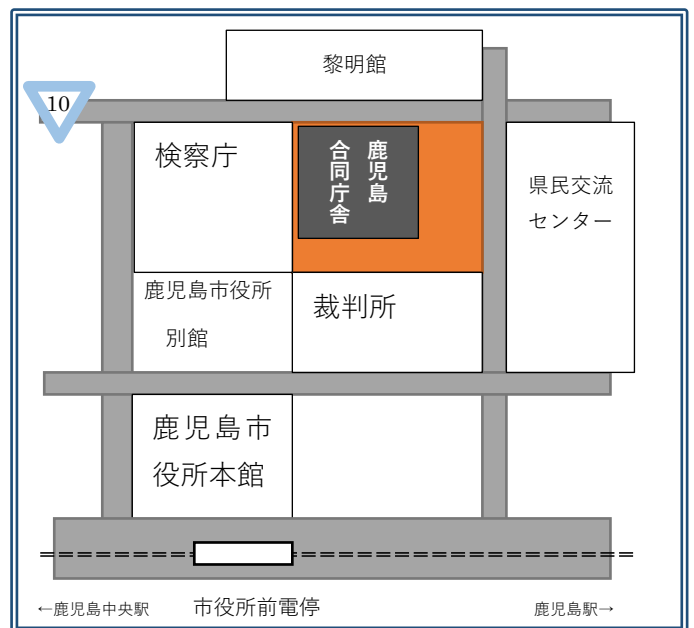 黎明館
10
検察庁
鹿児島
合同庁舎
県民交流
センター
鹿児島市役所
別館
裁判所
鹿児島市
役所本館
←鹿児島中央駅
市役所前電停
鹿児島駅→